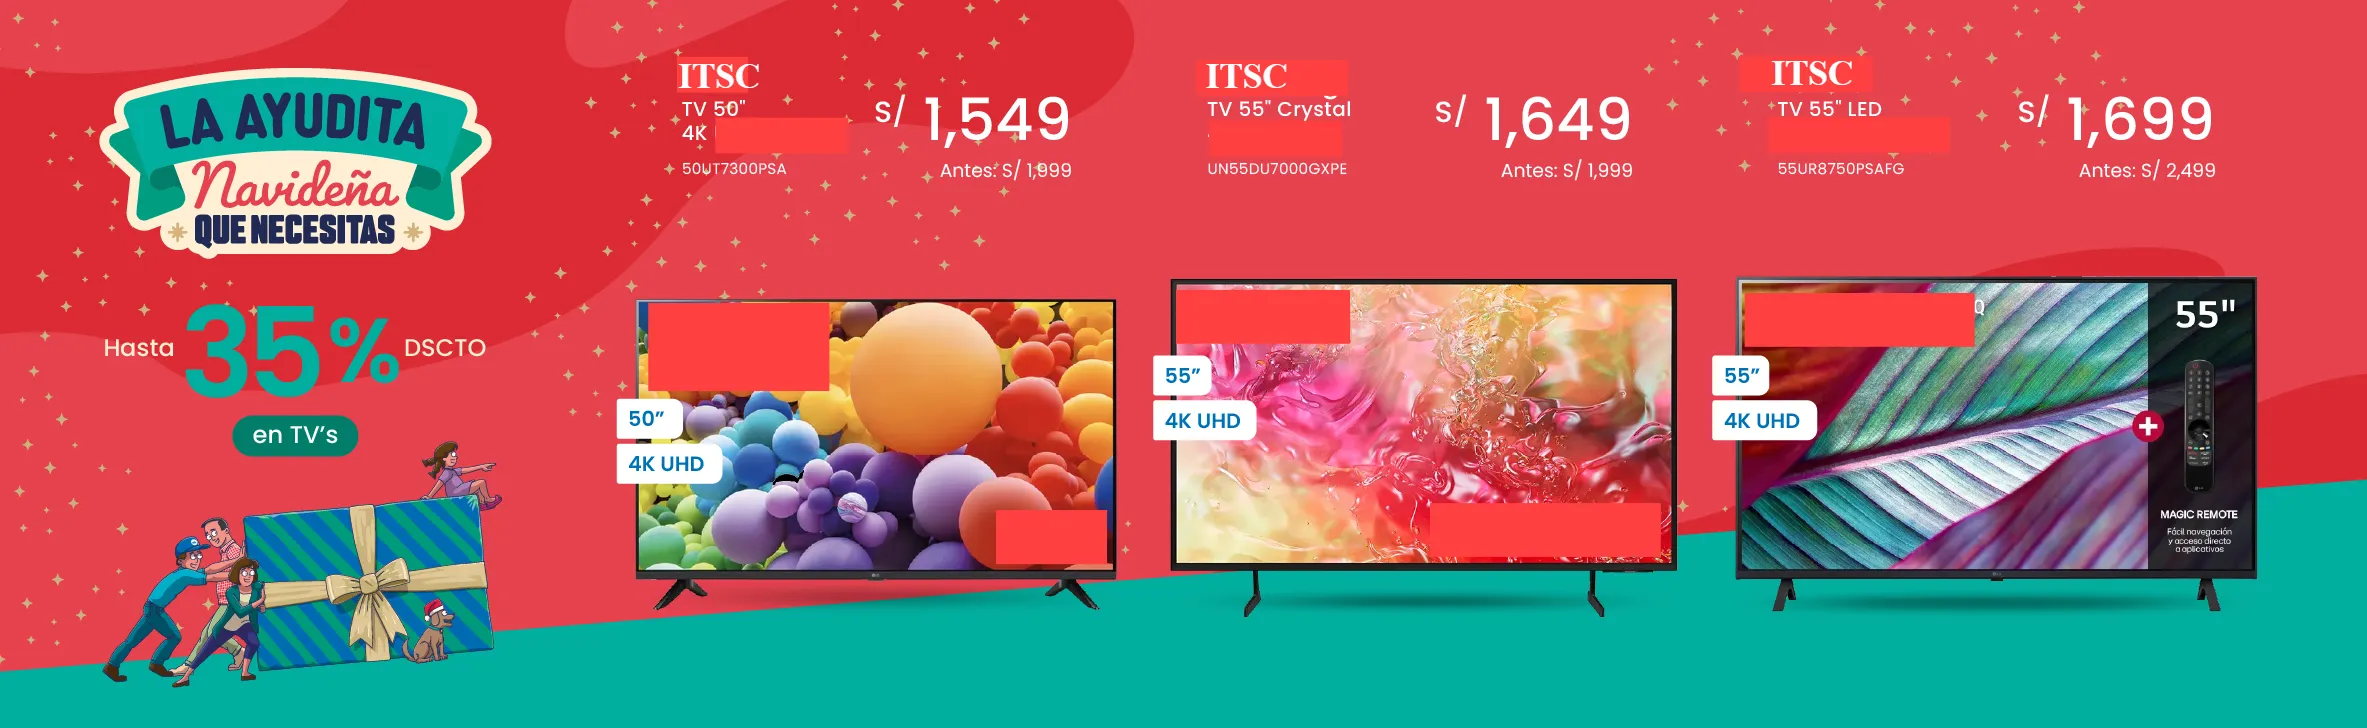 LA AYUDITA
Navideña
QUE NECESITAS
Hasta 35% DSCTO
en TV's
ITSC
TV 50"
4K
50UT7300PSA
S/ 1,549
Antes: S/ 1,999
50”
4K UHD
ITSC
TV 55" Crystal
UN55DU7000GXPE
S/ 1,649
Antes: S/ 1,999
55”
4K UHD
ITSC
TV 55" LED
55UR8750PSAFG
S/ 1,699
Antes: S/ 2,499
55”
4K UHD
55"
MAGIC REMOTE
Fácil navegación
y acceso directo
a aplicativos